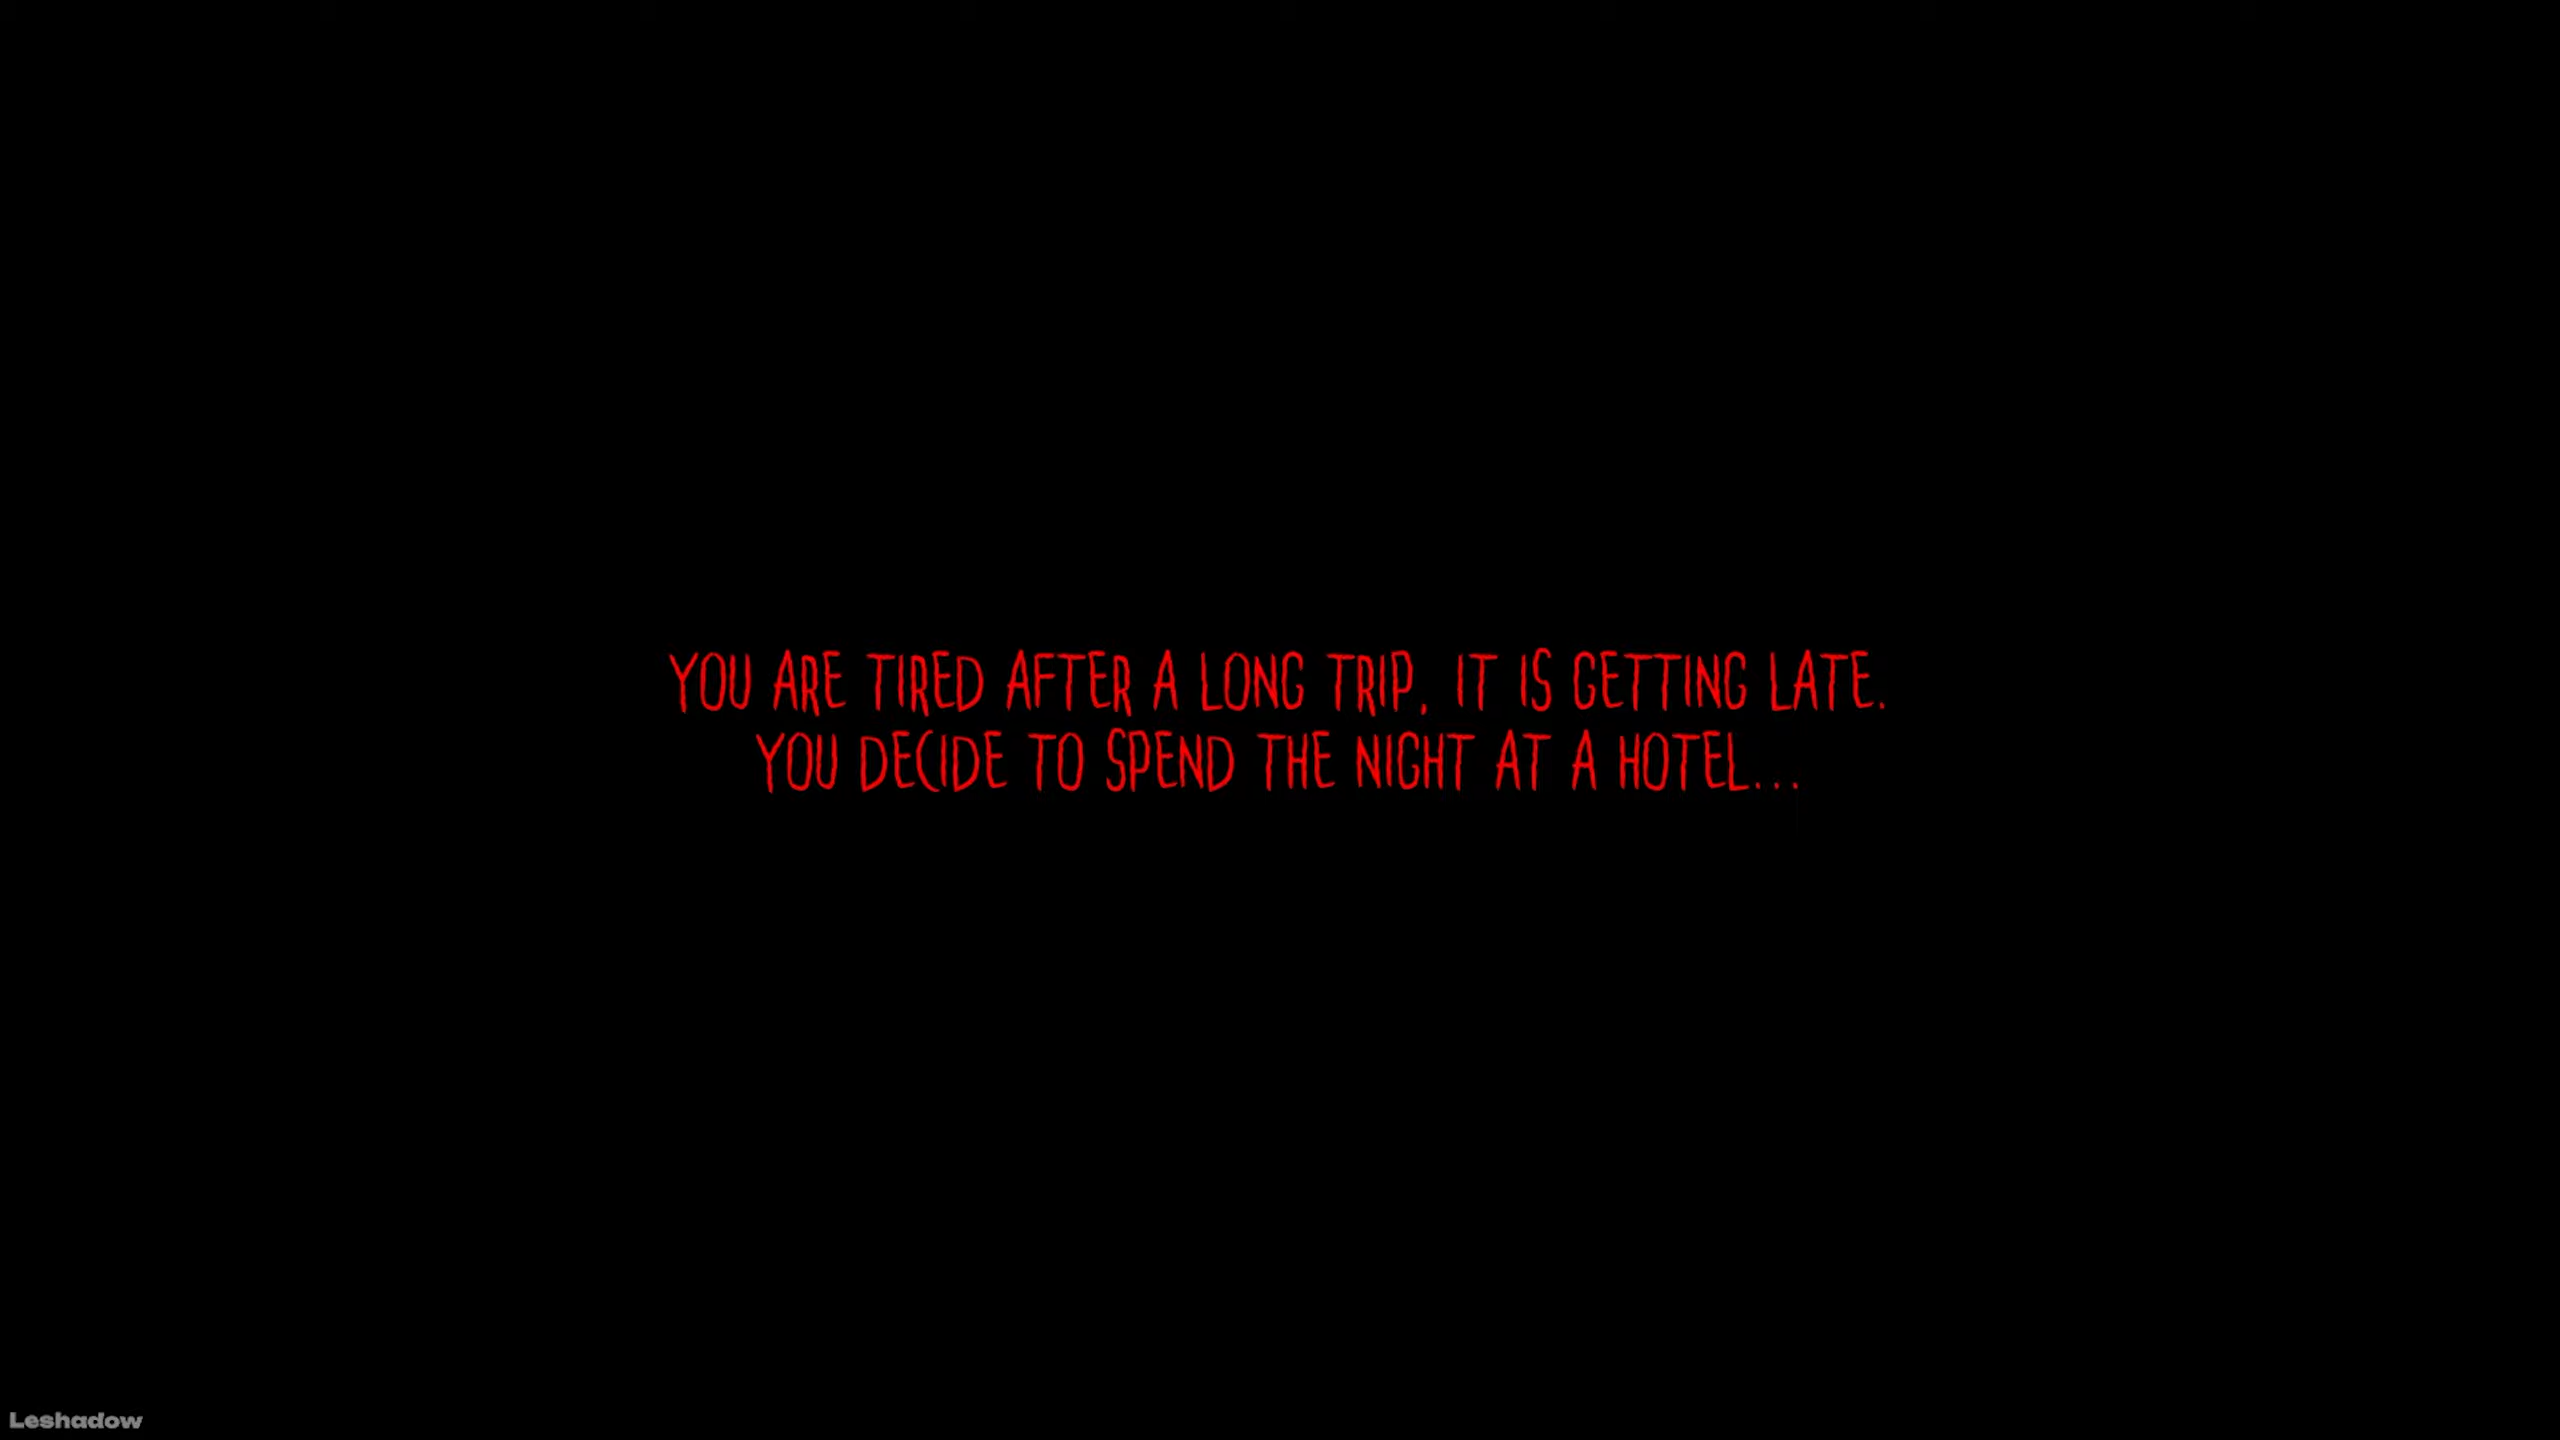 YOU ARE TIRED AFTER A LONG TRIP, IT IS GETTING LATE.
YOU DECIDE TO SPEND THE NIGHT AT A HOTEL...
Leshadow